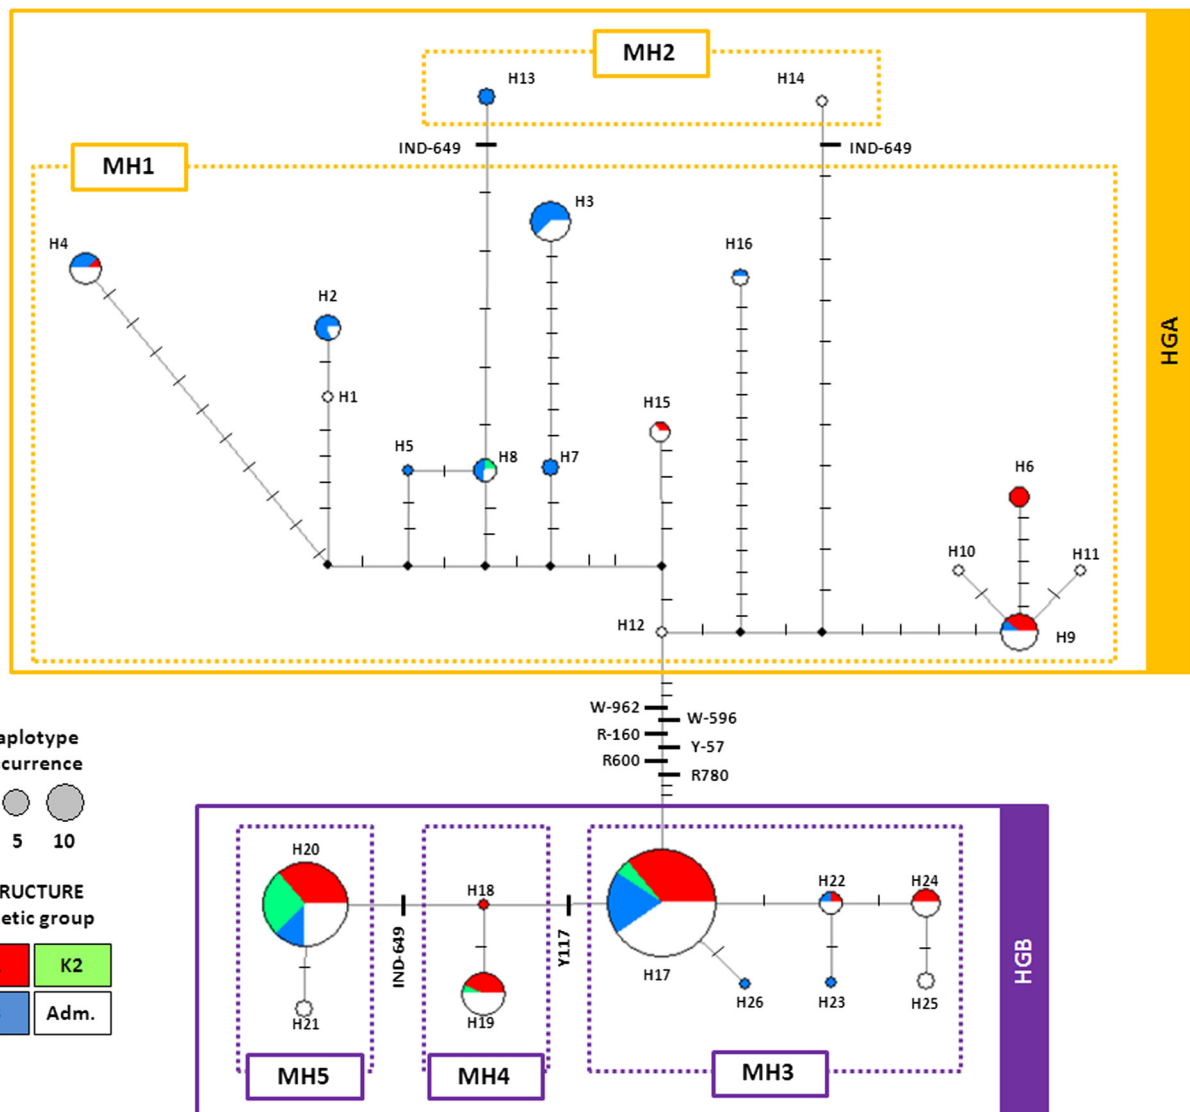 MH2
H13
H14
IND-649
IND-649
MH1
H3
H4
H16
H2
HGA
H1
H15
H5
H8
H7
H6
H10
H11
H12
H9
W-962
W-596
R-160
Y-57
R600
R780
aplotype
currence
5 10
RUCTURE
etic group
K2
Adm.
H20
H18
H22
H24
IND-649
Y117
HGB
H17
H26
H23
H25
H21
H19
MH5
MH4
MH3